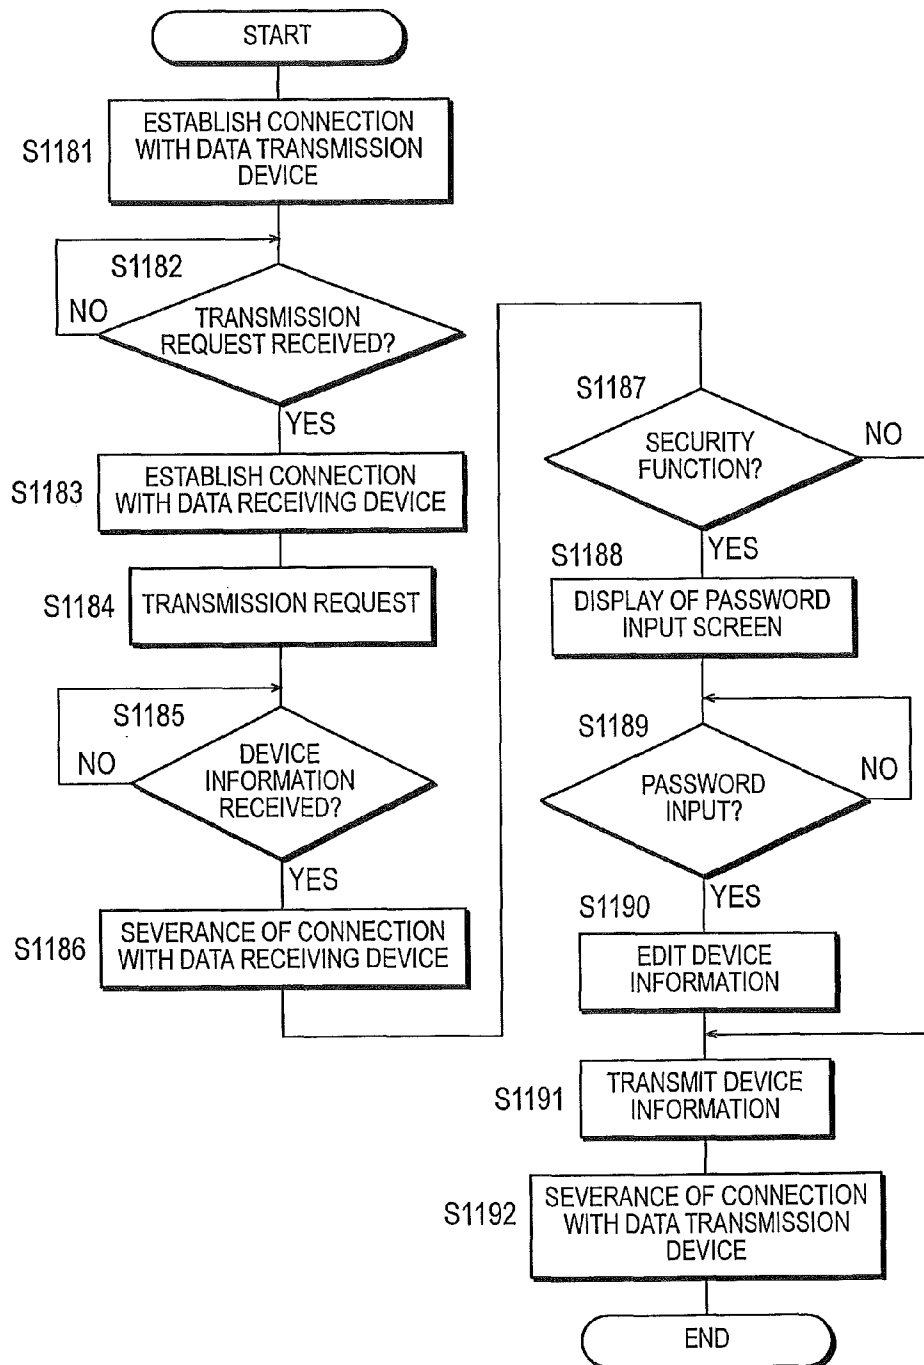 START
S1181
ESTABLISH CONNECTION
WITH DATA TRANSMISSION
DEVICE
S1182
NO
TRANSMISSION
REQUEST RECEIVED?
YES
S1183
ESTABLISH CONNECTION
WITH DATA RECEIVING DEVICE
S1184
TRANSMISSION REQUEST
S1185
NO
DEVICE
INFORMATION
RECEIVED?
YES
S1186
SEVERANCE OF CONNECTION
WITH DATA RECEIVING DEVICE
S1187
SECURITY
FUNCTION?
NO
YES
S1188
DISPLAY OF PASSWORD
INPUT SCREEN
S1189
PASSWORD
INPUT?
NO
YES
S1190
EDIT DEVICE
INFORMATION
S1191
TRANSMIT DEVICE
INFORMATION
S1192
SEVERANCE OF CONNECTION
WITH DATA TRANSMISSION
DEVICE
END